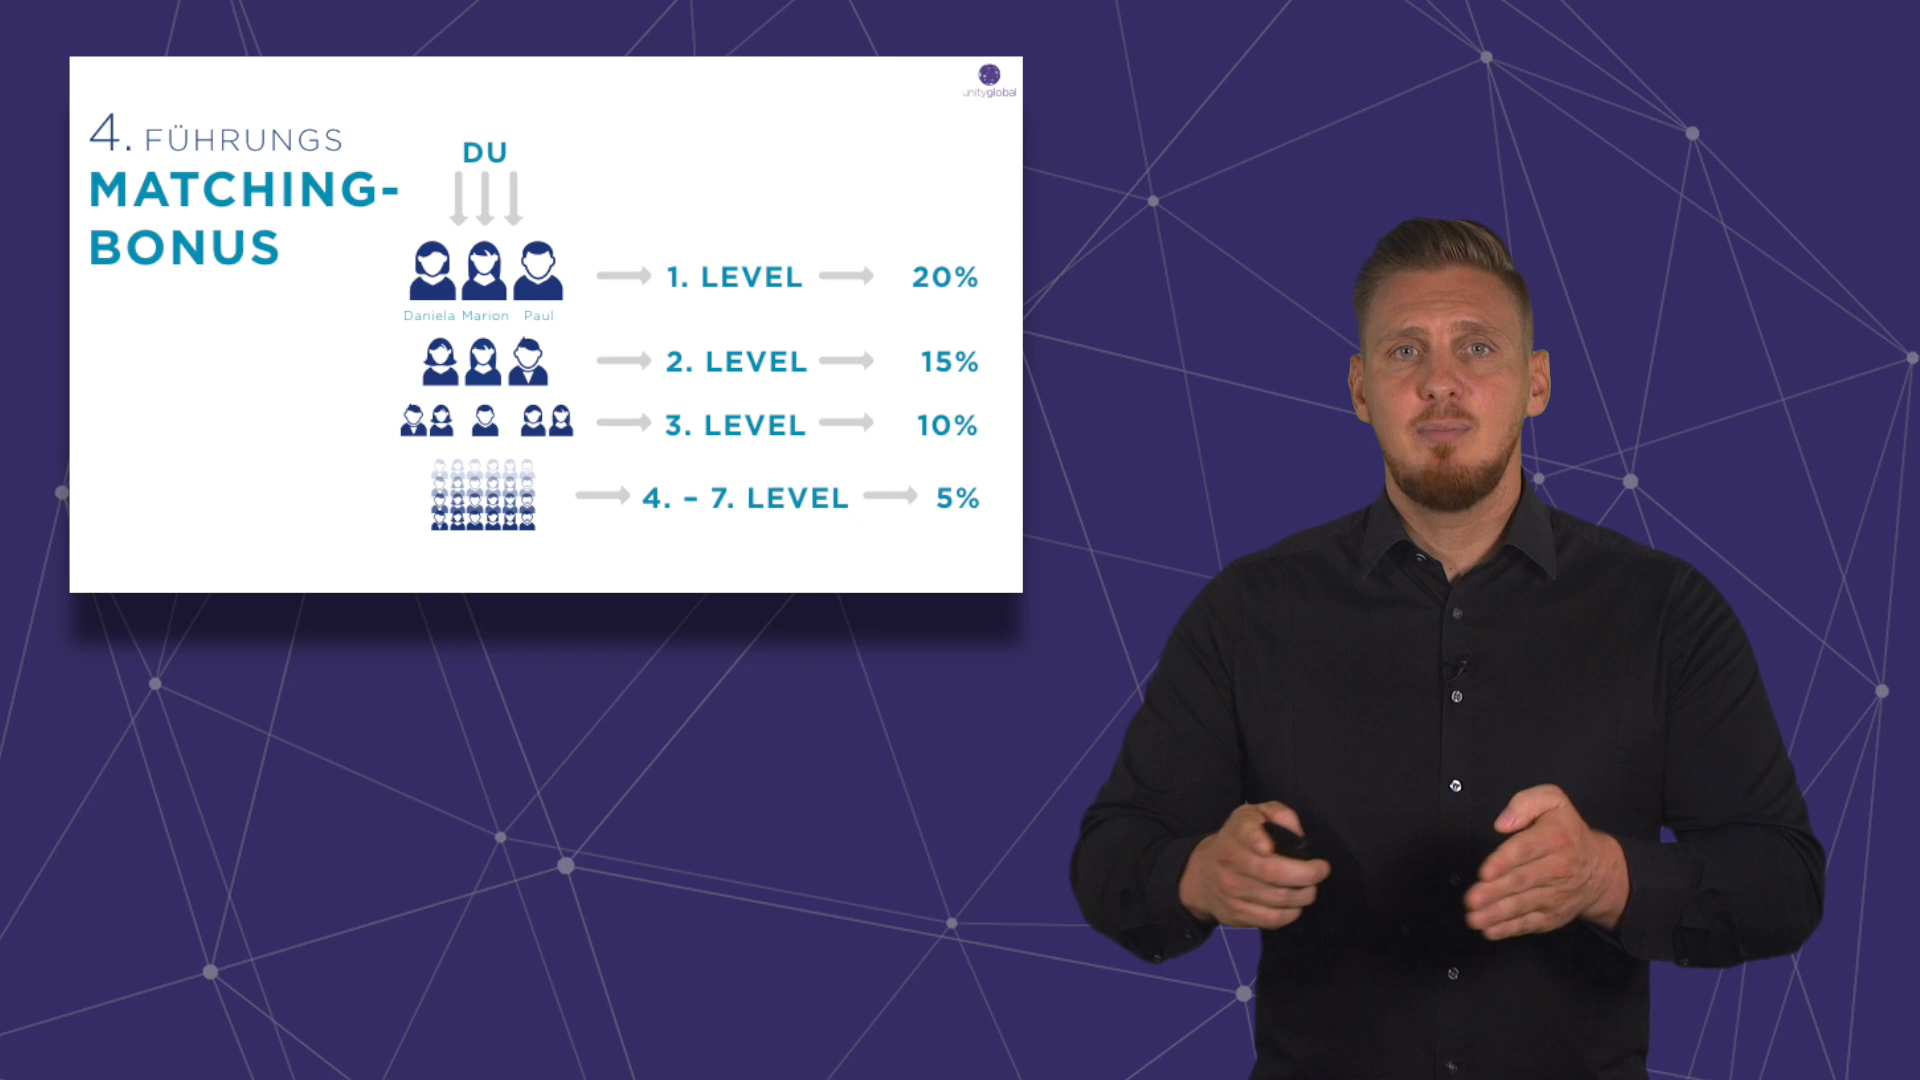 unityglobal
4. FÜHRUNGS
MATCHING-
BONUS
DU
Daniela Marion Paul
1. LEVEL 20%
2. LEVEL 15%
3. LEVEL 10%
4. – 7. LEVEL 5%